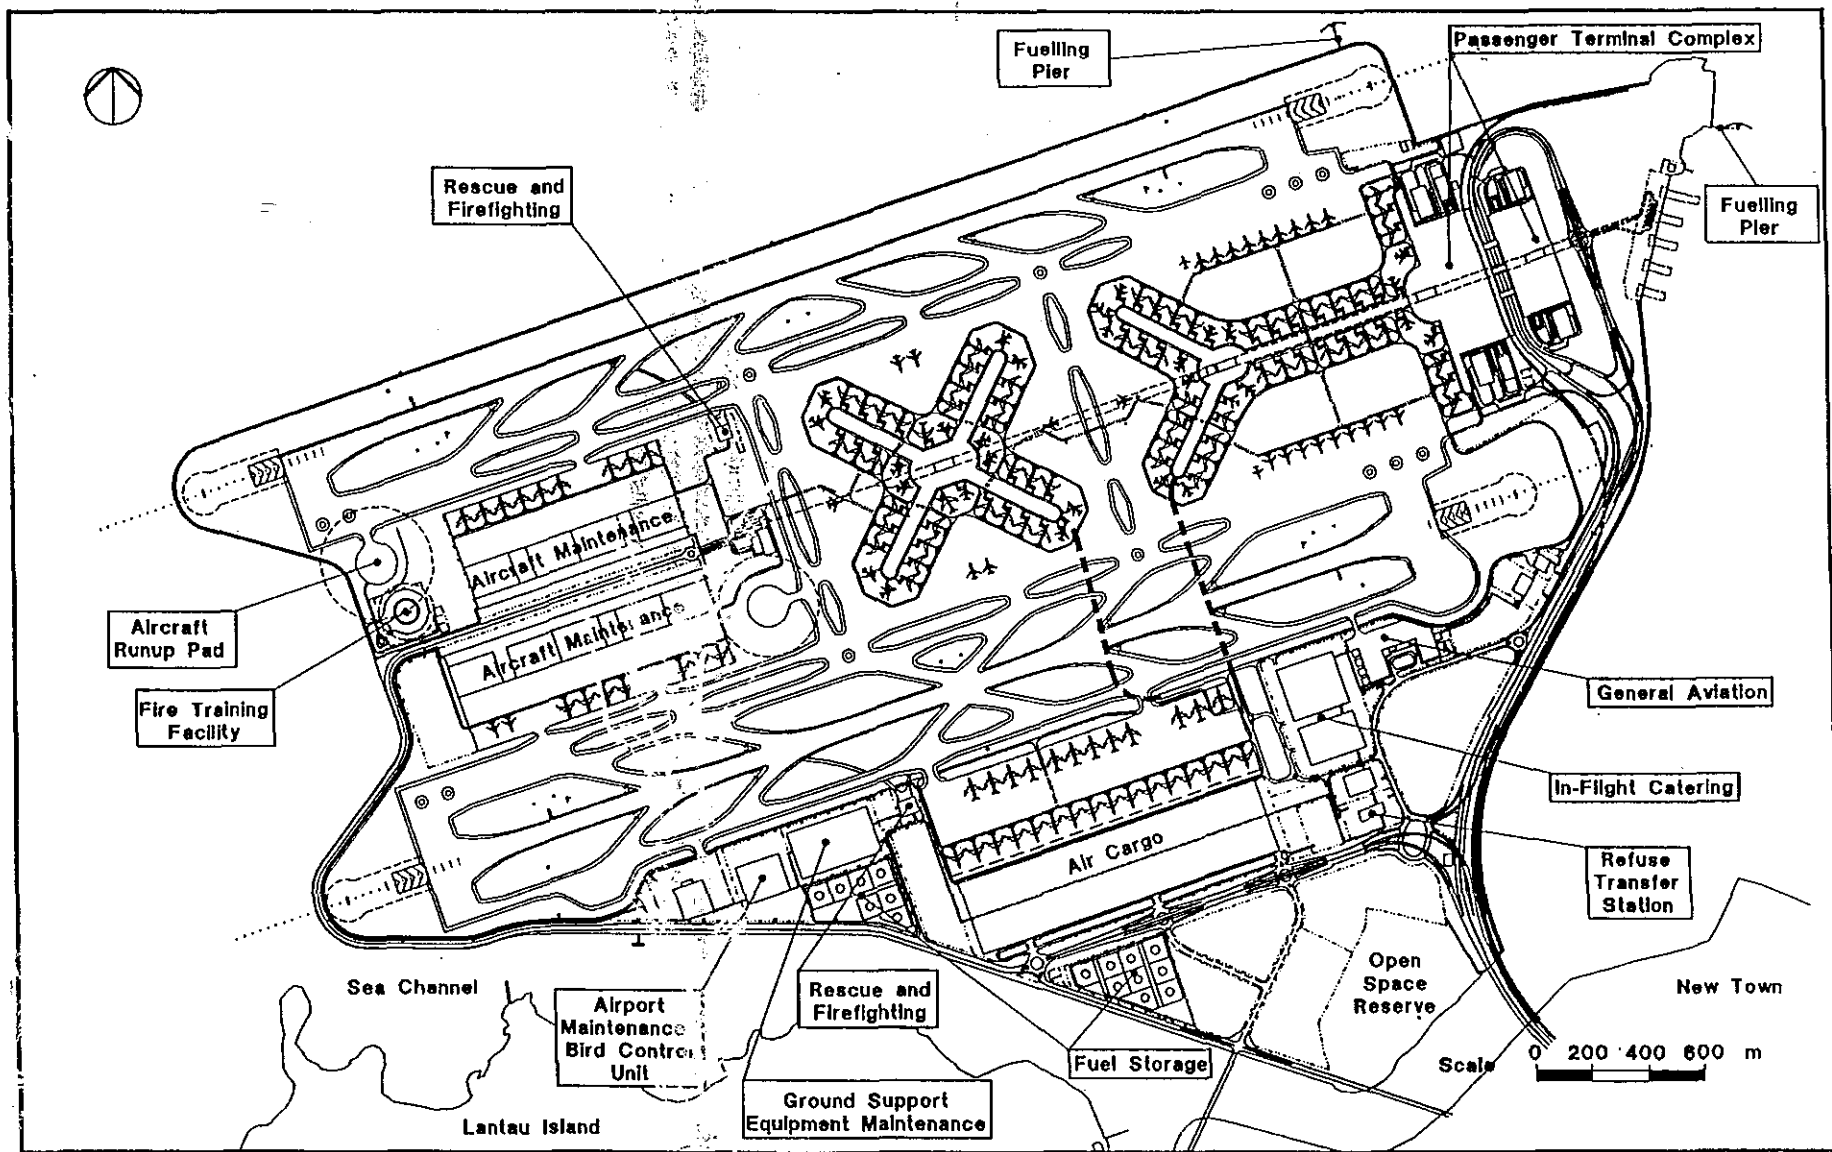 Fuelling
Pier
Passenger Terminal Complex
Rescue and
Firefighting
Fuelling
Pier
Aircraft Maintenance
Aircraft Maintenance
Aircraft
Runup Pad
Fire Training
Facility
General Aviation
In-Flight Catering
Air Cargo
Refuse
Transfer
Station
Sea Channel
Airport
Maintenance
Bird Control
Unit
Rescue and
Firefighting
Open
Space
Reserve
New Town
Fuel Storage
Scale
0 200 400 600 m
Ground Support
Equipment Maintenance
Lantau Island